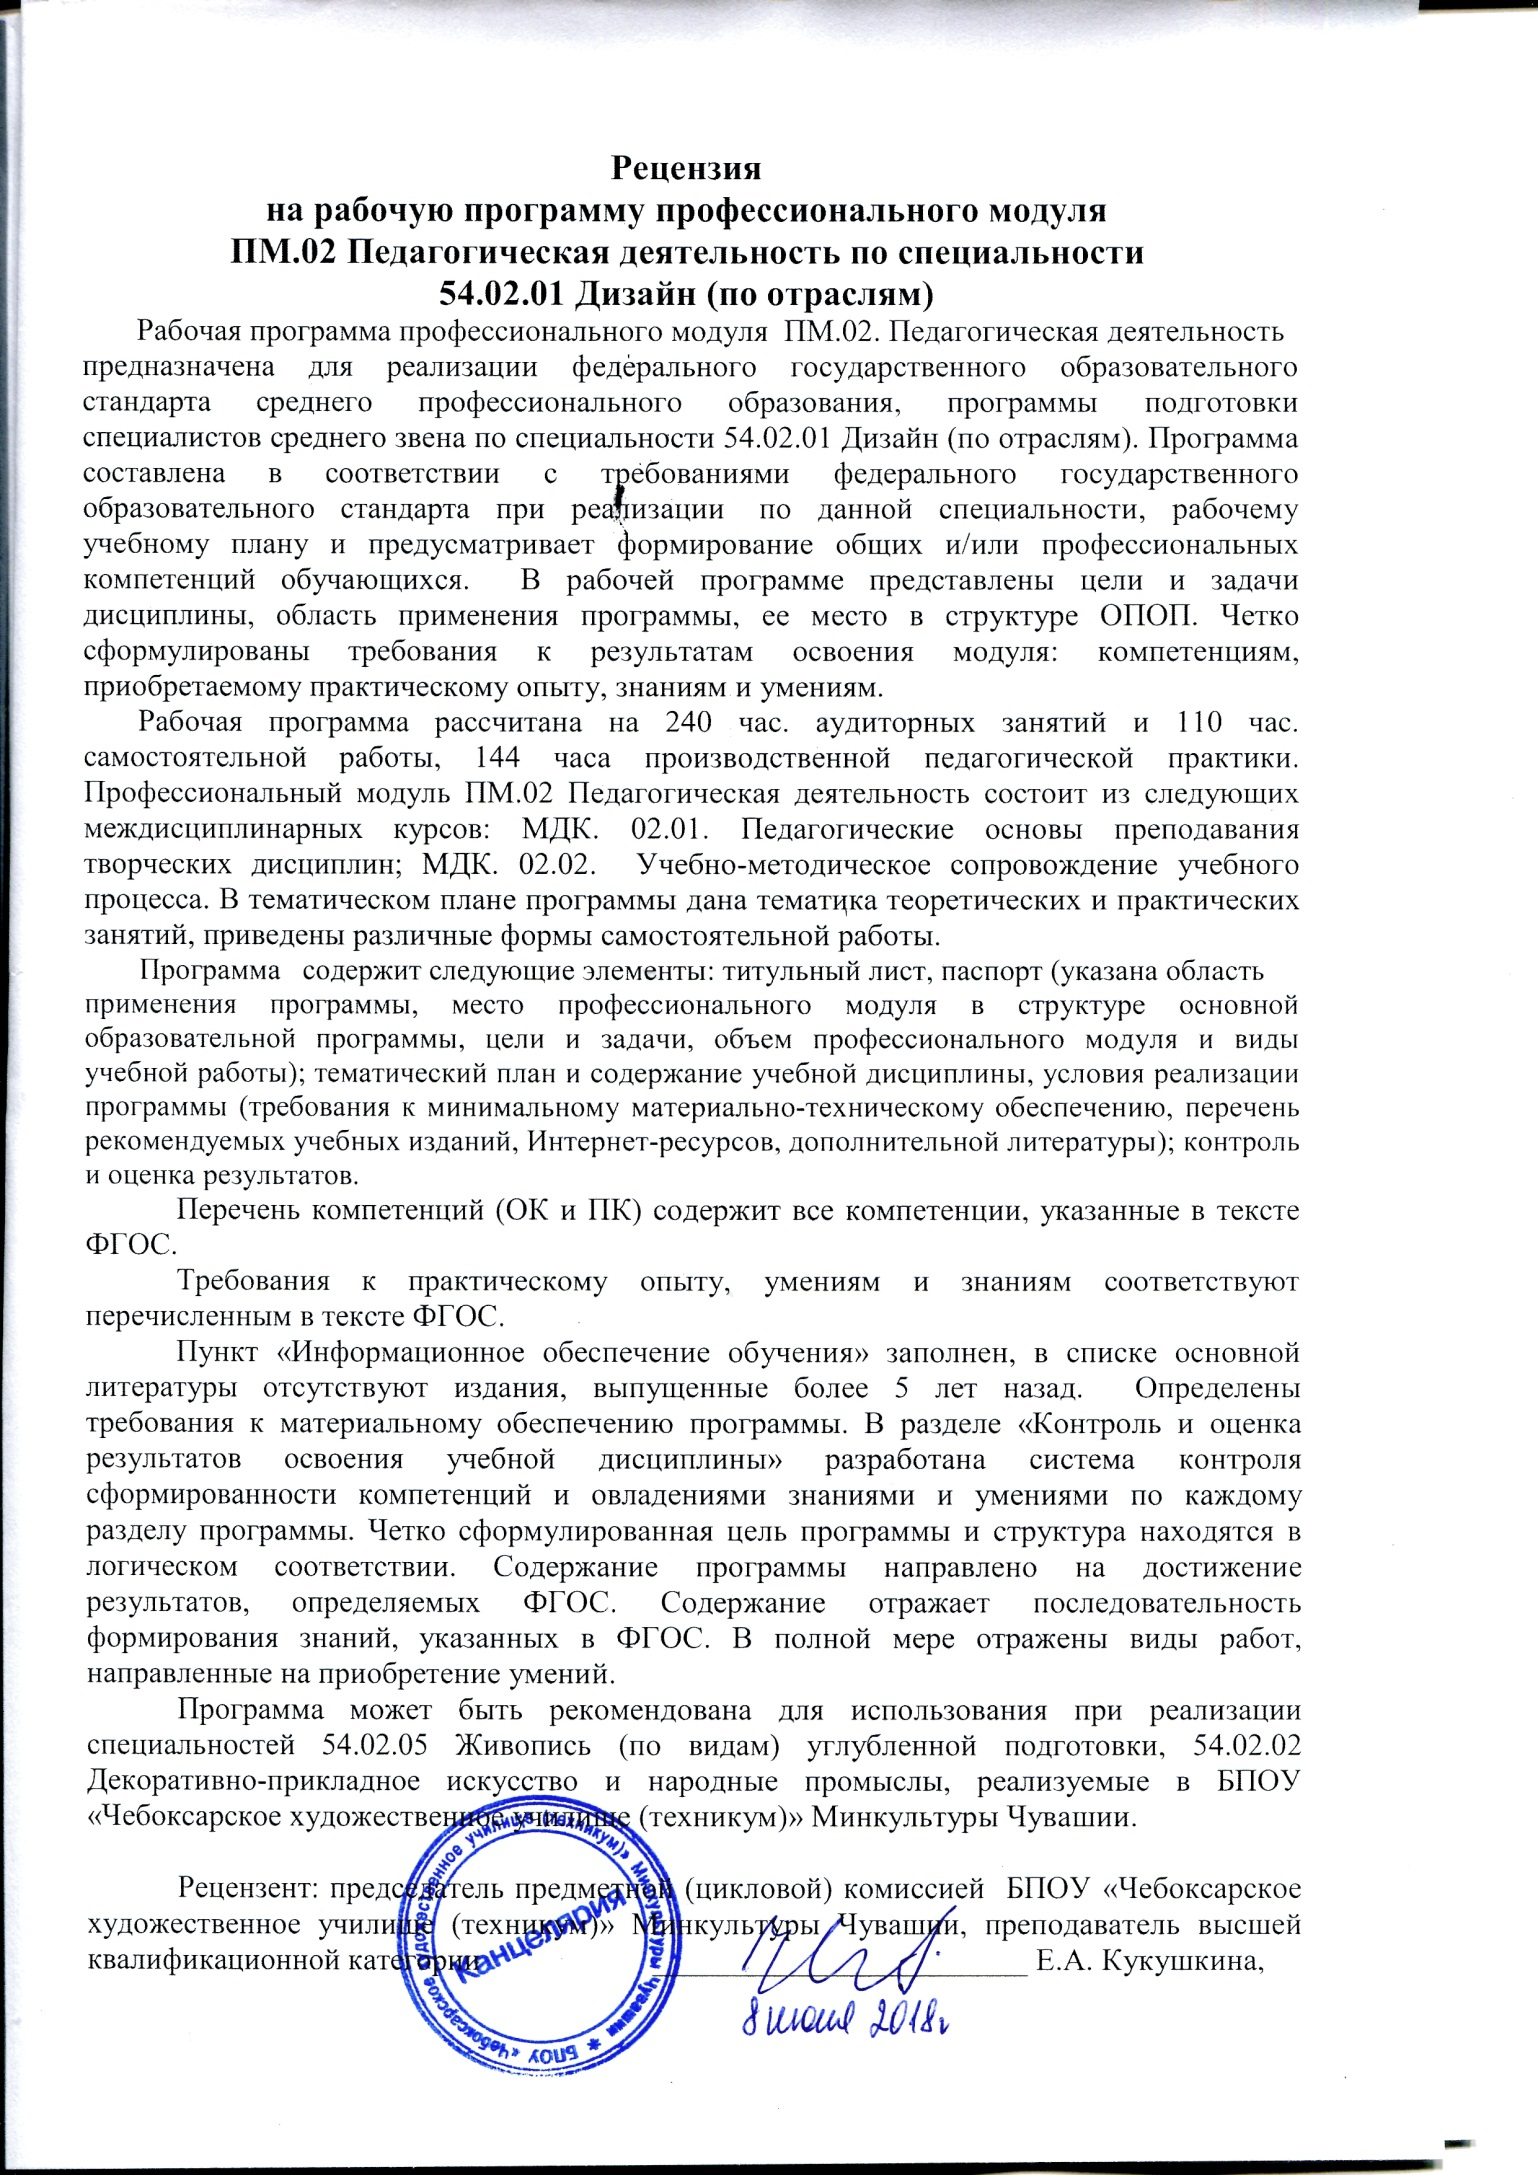 Рецензия
на рабочую программу профессионального модуля
ПМ.02 Педагогическая деятельность по специальности
54.02.01 Дизайн (по отраслям)
Рабочая программа профессионального модуля ПМ.02. Педагогическая деятельность
предназначена для реализации федерального государственного образовательного
стандарта среднего профессионального образования, программы подготовки
специалистов среднего звена по специальности 54.02.01 Дизайн (по отраслям). Программа
составлена в соответствии с требованиями федерального государственного
образовательного стандарта при реализации по данной специальности, рабочему
учебному плану и предусматривает формирование общих и/или профессиональных
компетенций обучающихся. В рабочей программе представлены цели и задачи
дисциплины, область применения программы, ее место в структуре ОПОП. Четко
сформулированы требования к результатам освоения модуля: компетенциям,
приобретаемому практическому опыту, знаниям и умениям.
Рабочая программа рассчитана на 240 час. аудиторных занятий и 110 час.
самостоятельной работы, 144 часа производственной педагогической практики.
Профессиональный модуль ПМ.02 Педагогическая деятельность состоит из следующих
междисциплинарных курсов: МДК. 02.01. Педагогические основы преподавания
творческих дисциплин; МДК. 02.02. Учебно-методическое сопровождение учебного
процесса. В тематическом плане программы дана тематика теоретических и практических
занятий, приведены различные формы самостоятельной работы.
Программа содержит следующие элементы: титульный лист, паспорт (указана область
применения программы, место профессионального модуля в структуре основной
образовательной программы, цели и задачи, объем профессионального модуля и виды
учебной работы); тематический план и содержание учебной дисциплины, условия реализации
программы (требования к минимальному материально-техническому обеспечению, перечень
рекомендуемых учебных изданий, Интернет-ресурсов, дополнительной литературы); контроль
и оценка результатов.
Перечень компетенций (ОК и ПК) содержит все компетенции, указанные в тексте
ФГОС.
Требования к практическому опыту, умениям и знаниям соответствуют
перечисленным в тексте ФГОС.
Пункт «Информационное обеспечение обучения» заполнен, в списке основной
литературы отсутствуют издания, выпущенные более 5 лет назад. Определены
требования к материальному обеспечению программы. В разделе «Контроль и оценка
результатов освоения учебной дисциплины» разработана система контроля
сформированности компетенций и овладениями знаниями и умениями по каждому
разделу программы. Четко сформулированная цель программы и структура находятся в
логическом соответствии. Содержание программы направлено на достижение
результатов, определяемых ФГОС. Содержание отражает последовательность
формирования знаний, указанных в ФГОС. В полной мере отражены виды работ,
направленные на приобретение умений.
Программа может быть рекомендована для использования при реализации
специальностей 54.02.05 Живопись (по видам) углубленной подготовки, 54.02.02
Декоративно-прикладное искусство и народные промыслы, реализуемые в БПОУ
«Чебоксарское художественное училище (техникум)» Минкультуры Чувашии.
Рецензент: председатель предметной (цикловой) комиссией БПОУ «Чебоксарское
художественное училище (техникум)» Минкультуры Чувашии, преподаватель высшей
квалификационной категории ____________________ Е.А. Кукушкина,
8 июня 2018г
БПОУ «Чебоксарское художественное училище (техникум)» Минкультуры Чувашии
Канцелярия